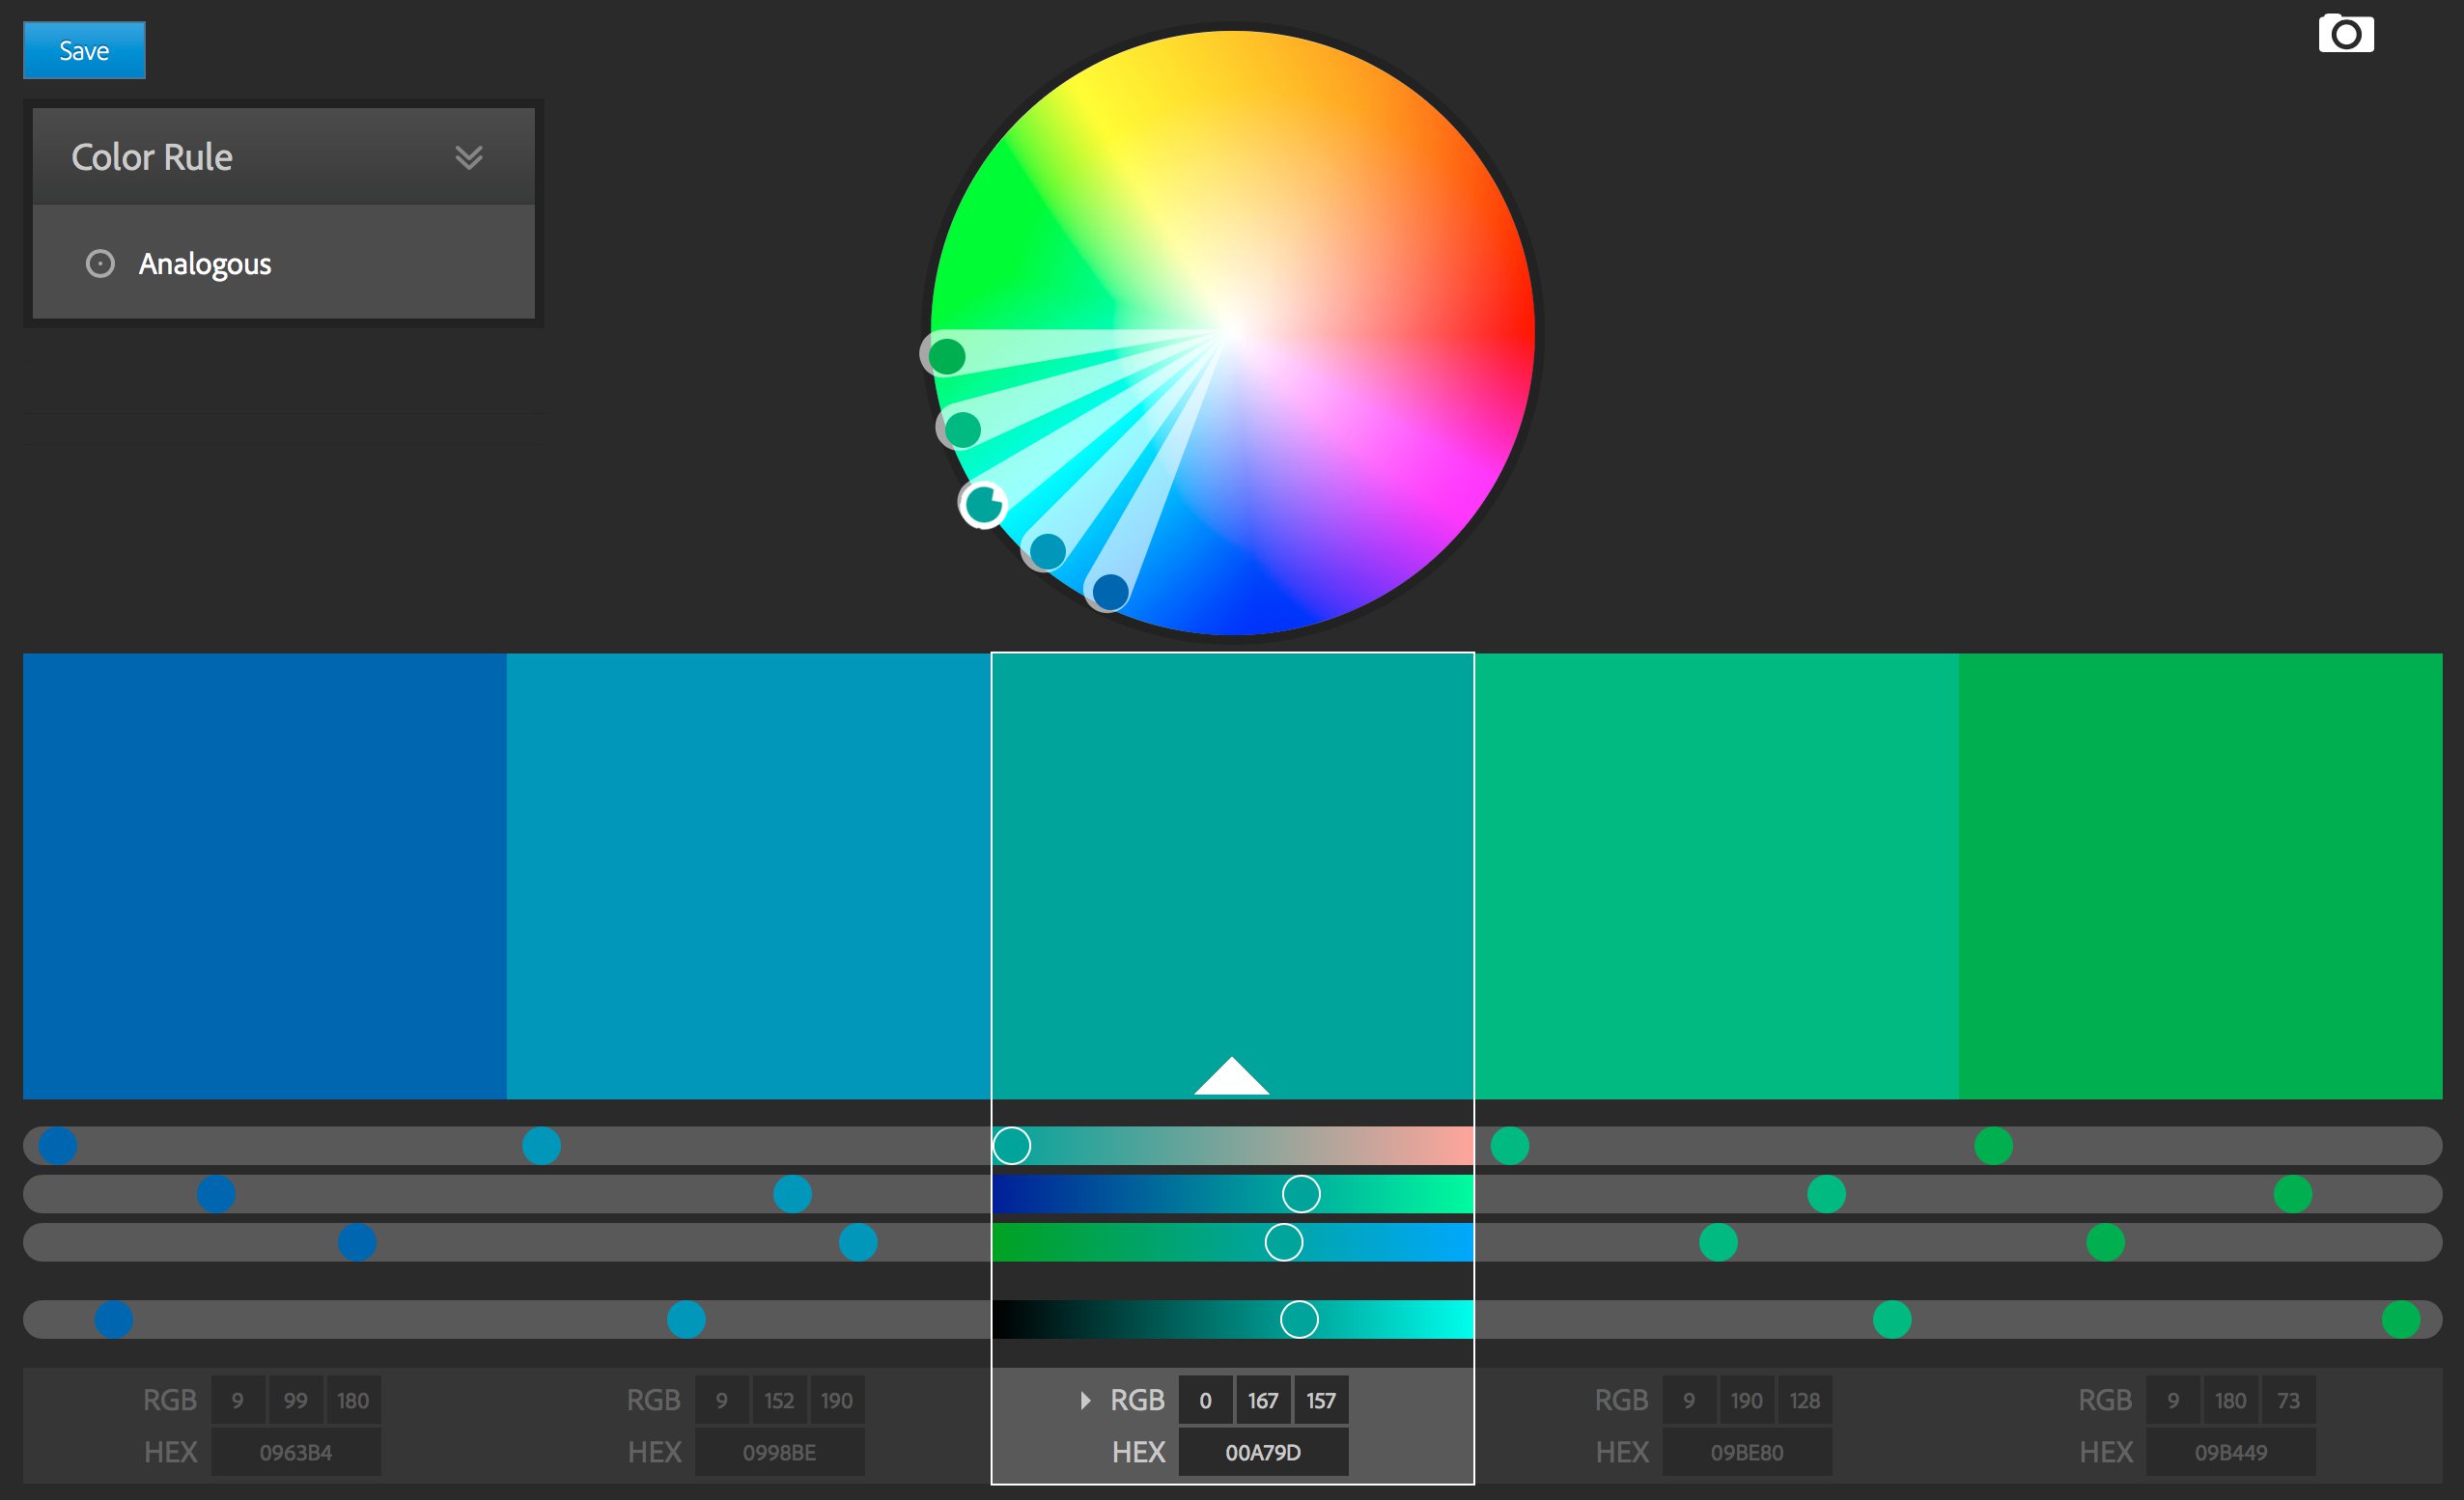 Save
Color Rule
Analogous
RGB 9 99 180 RGB 9 152 190 RGB 0 167 157 RGB 9 190 128 RGB 9 180 73
HEX 0963B4 HEX 0998BE HEX 00A79D HEX 09BE80 HEX 09B449